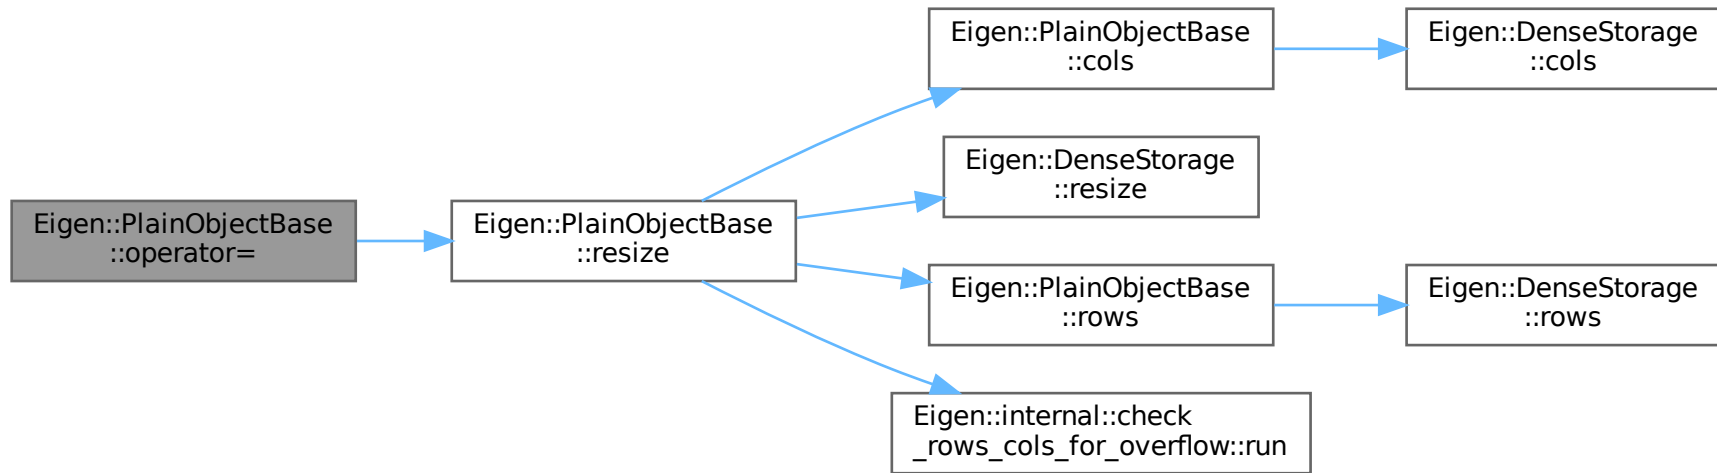 Eigen::PlainObjectBase
::operator=
Eigen::PlainObjectBase
::resize
Eigen::PlainObjectBase
::cols
Eigen::DenseStorage
::cols
Eigen::DenseStorage
::resize
Eigen::PlainObjectBase
::rows
Eigen::DenseStorage
::rows
Eigen::internal::check
_rows_cols_for_overflow::run